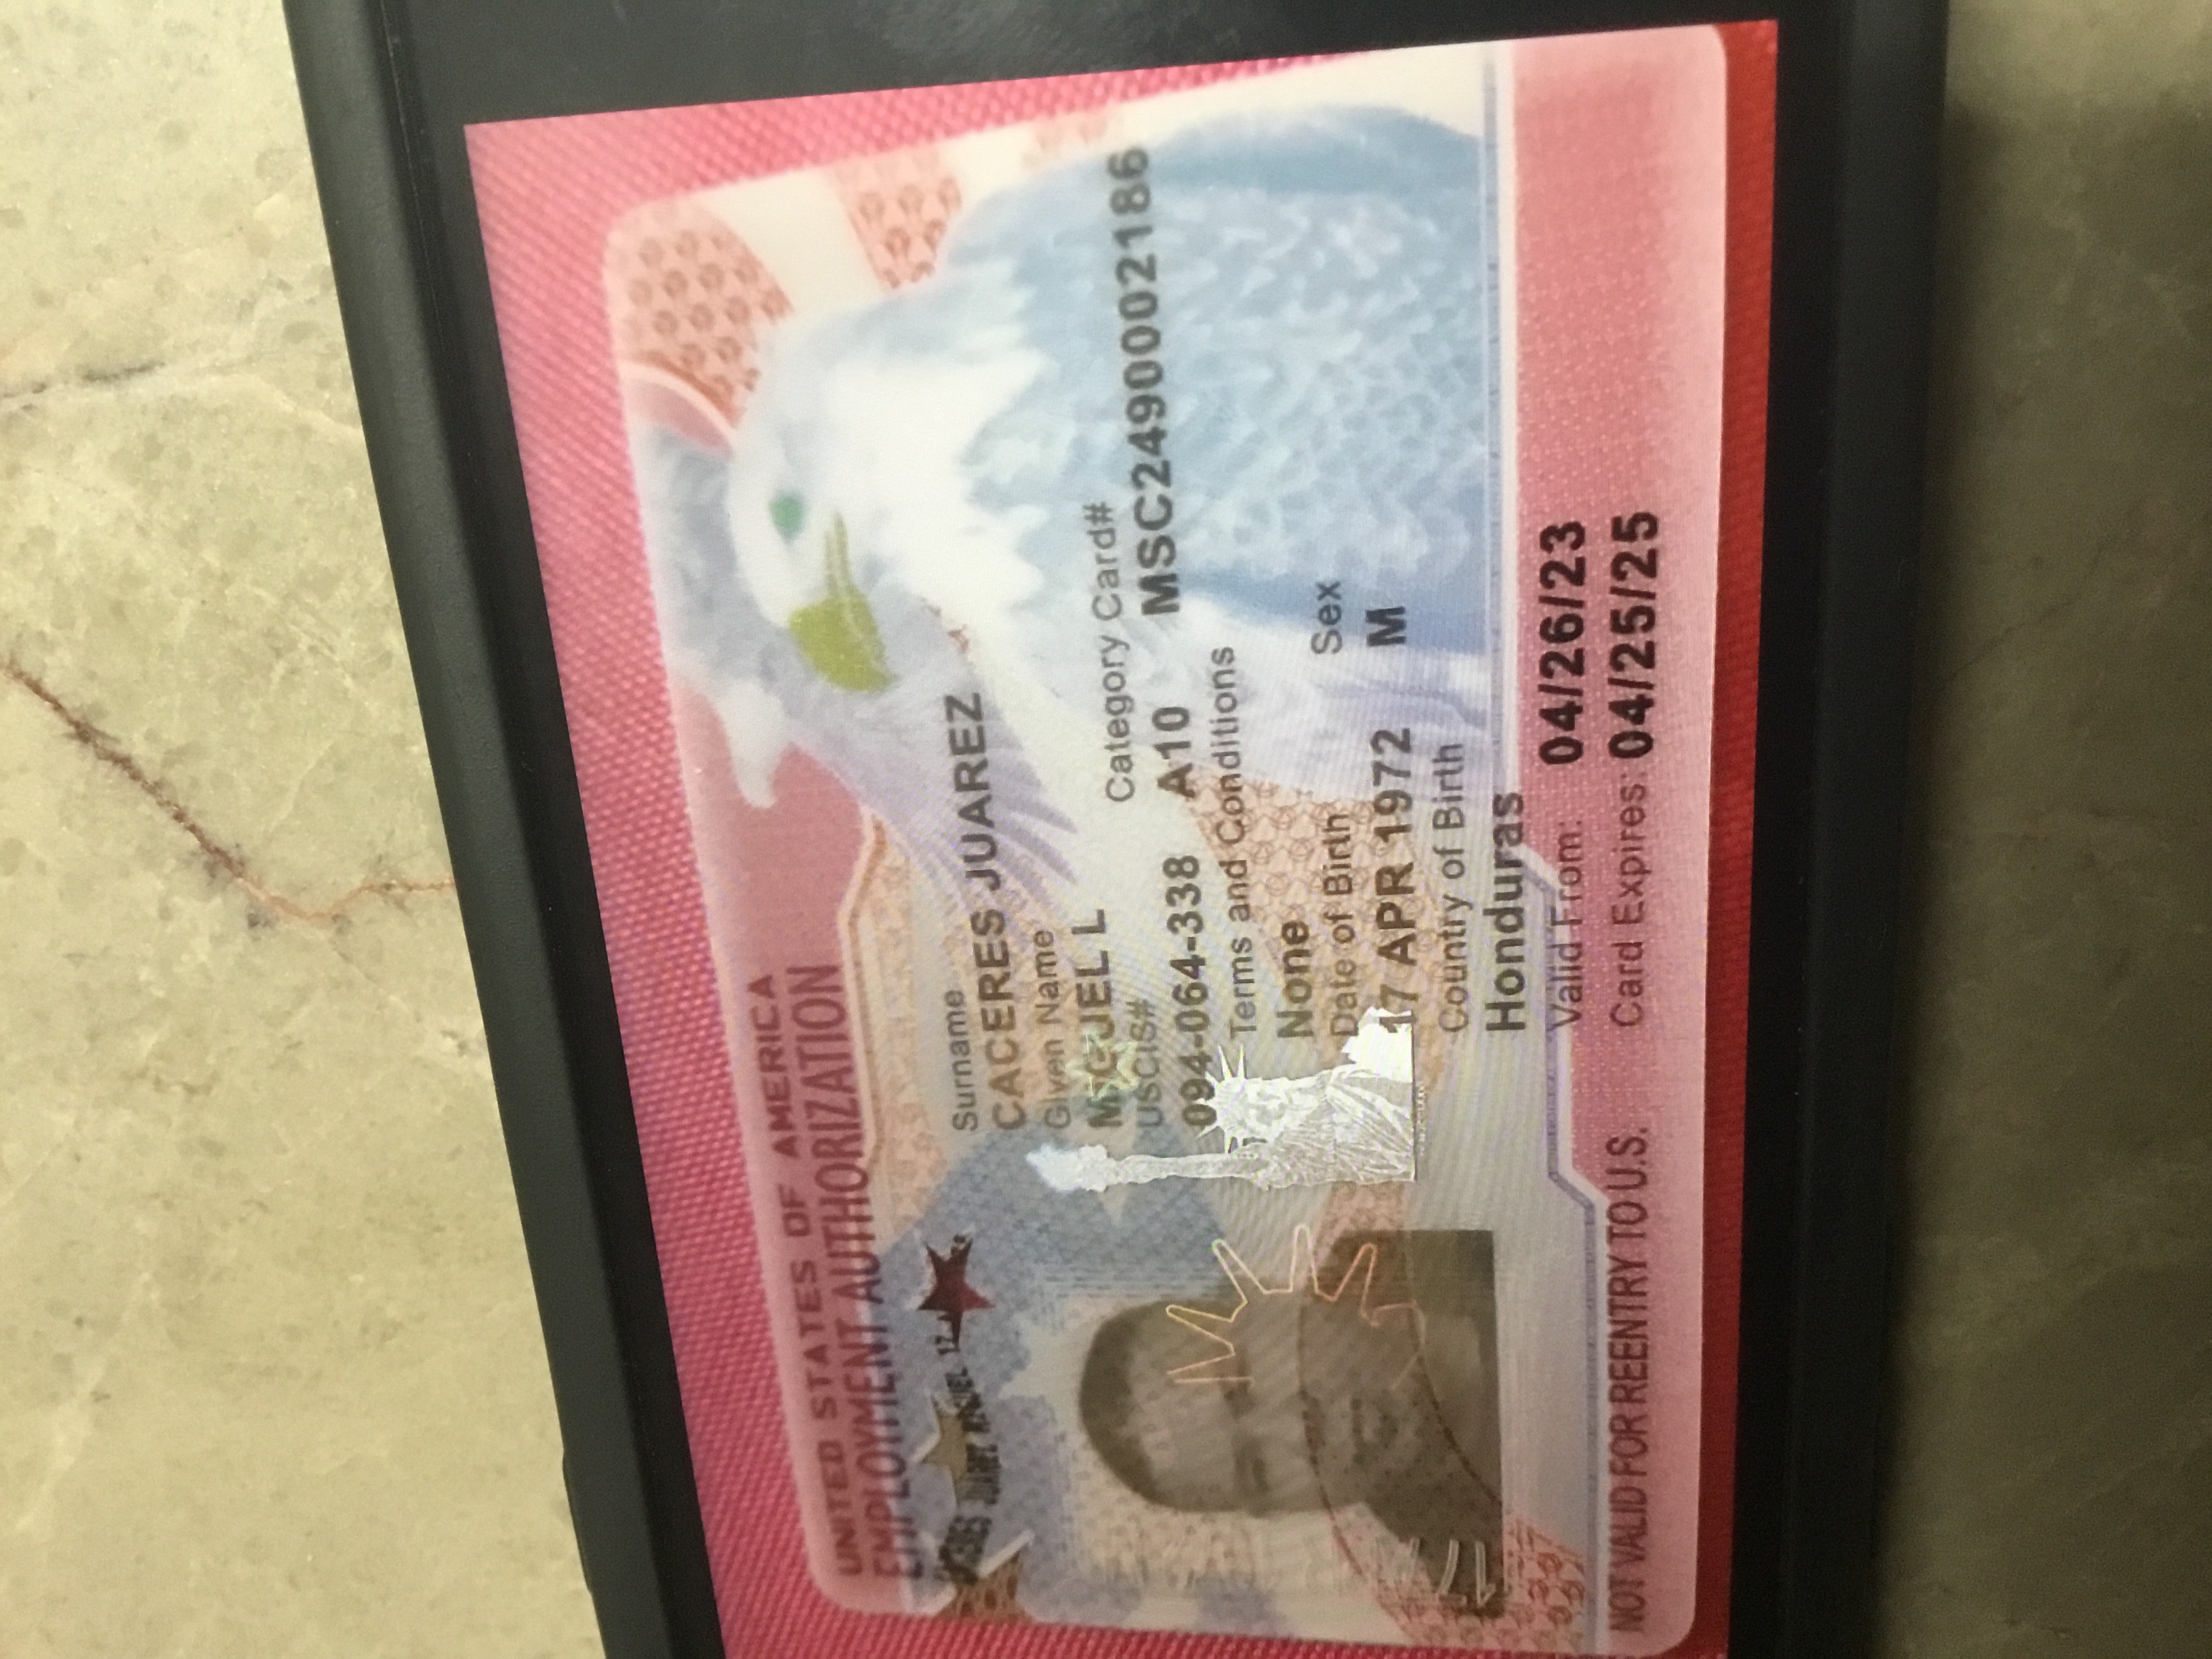 UNITED STATES OF AMERICA
EMPLOYMENT AUTHORIZATION
Surname
CACERES JUAREZ
Given Name
MIGUEL L
USCIS# Category Card#
094-064-338 A10 MSC2490002186
Terms and Conditions
None
Date of Birth Sex
17 APR 1972 M
Country of Birth
Honduras
Valid From: 04/26/23
Card Expires: 04/25/25
NOT VALID FOR REENTRY TO U.S.